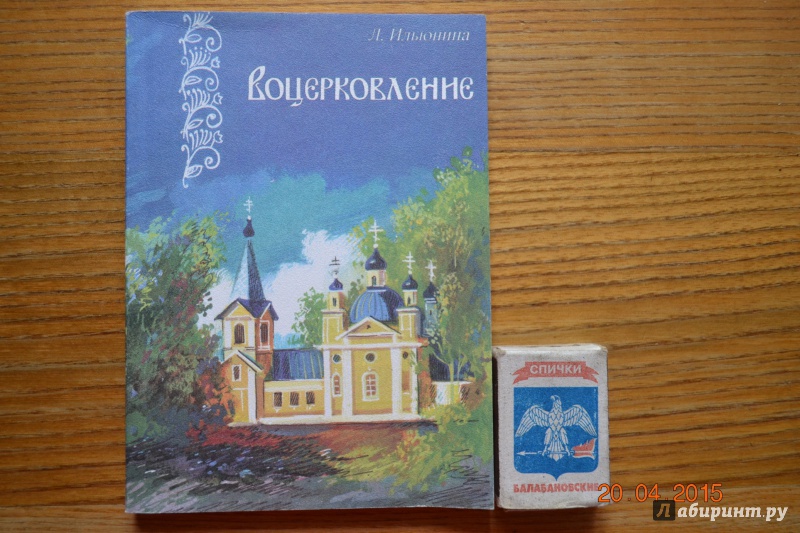 Л. Ильюнина
Воцерковление
СПИЧКИ
БАЛАБАНОВСКИЕ
20 04 2015
Лабиринт.ру